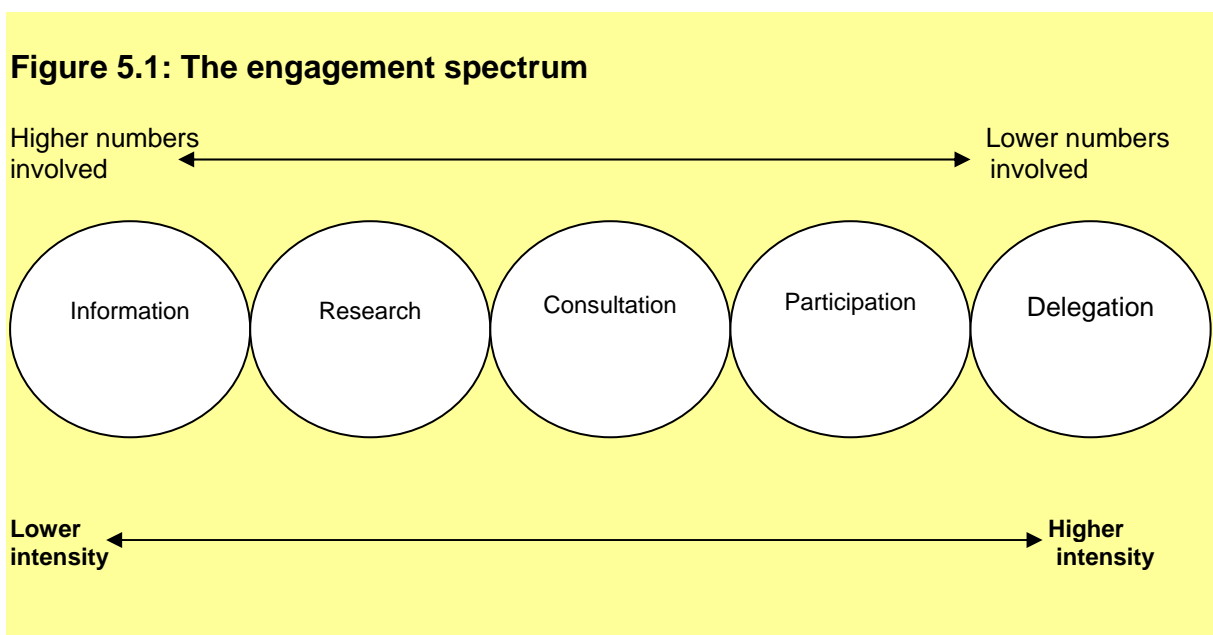 Figure 5.1: The engagement spectrum
Higher numbers
involved
Lower numbers
involved
Information
Research
Consultation
Participation
Delegation
Lower
intensity
Higher
intensity